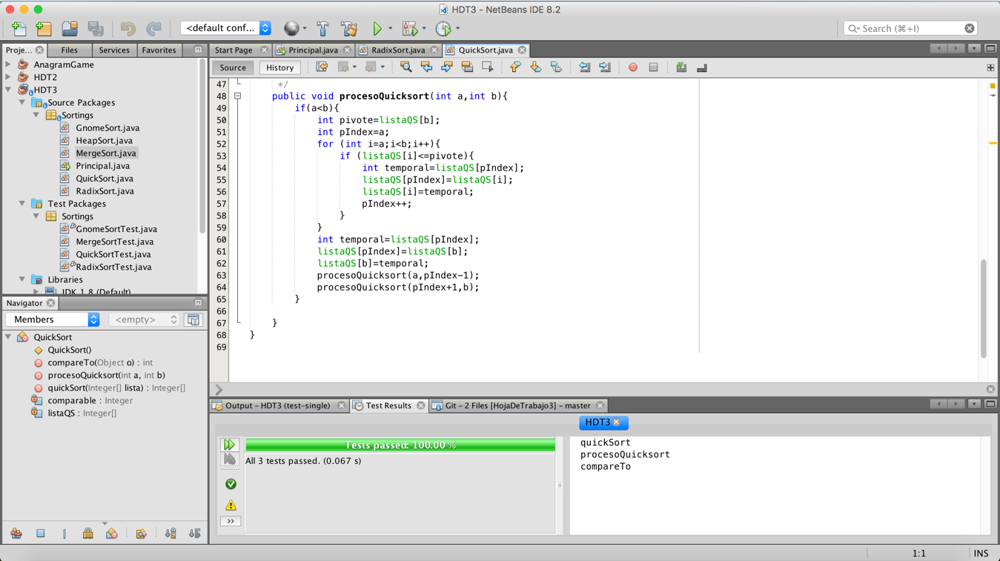 HDT3 - NetBeans IDE 8.2
<default conf...
Search (⌘+I)
Proje...
Files
Services
Favorites
AnagramGame
HDT2
HDT3
Source Packages
Sortings
GnomeSort.java
HeapSort.java
MergeSort.java
Principal.java
QuickSort.java
RadixSort.java
Test Packages
Sortings
GnomeSortTest.java
MergeSortTest.java
QuickSortTest.java
RadixSortTest.java
Libraries
JDK 1.8 (Default)
Navigator
Members
<empty>
QuickSort
QuickSort()
compareTo(Object o) : int
procesoQuicksort(int a, int b)
quickSort(Integer[] lista) : Integer[]
comparable : Integer
listaQS : Integer[]
Start Page
Principal.java
RadixSort.java
QuickSort.java
Source
History
47 */
48 public void procesoQuicksort(int a,int b){
49 if(a<b){
50 int pivote=listaQS[b];
51 int pIndex=a;
52 for (int i=a;i<b;i++){
53 if (listaQS[i]<=pivote){
54 int temporal=listaQS[pIndex];
55 listaQS[pIndex]=listaQS[i];
56 listaQS[i]=temporal;
57 pIndex++;
58 }
59 }
60 int temporal=listaQS[pIndex];
61 listaQS[pIndex]=listaQS[b];
62 listaQS[b]=temporal;
63 procesoQuicksort(a,pIndex-1);
64 procesoQuicksort(pIndex+1,b);
65 }
66
67 }
68 }
69
Output - HDT3 (test-single)
Test Results
Git - 2 Files [HojaDeTrabajo3] - master
HDT3
Tests passed: 100.00 %
All 3 tests passed. (0.067 s)
>>
quickSort
procesoQuicksort
compareTo
1:1
INS